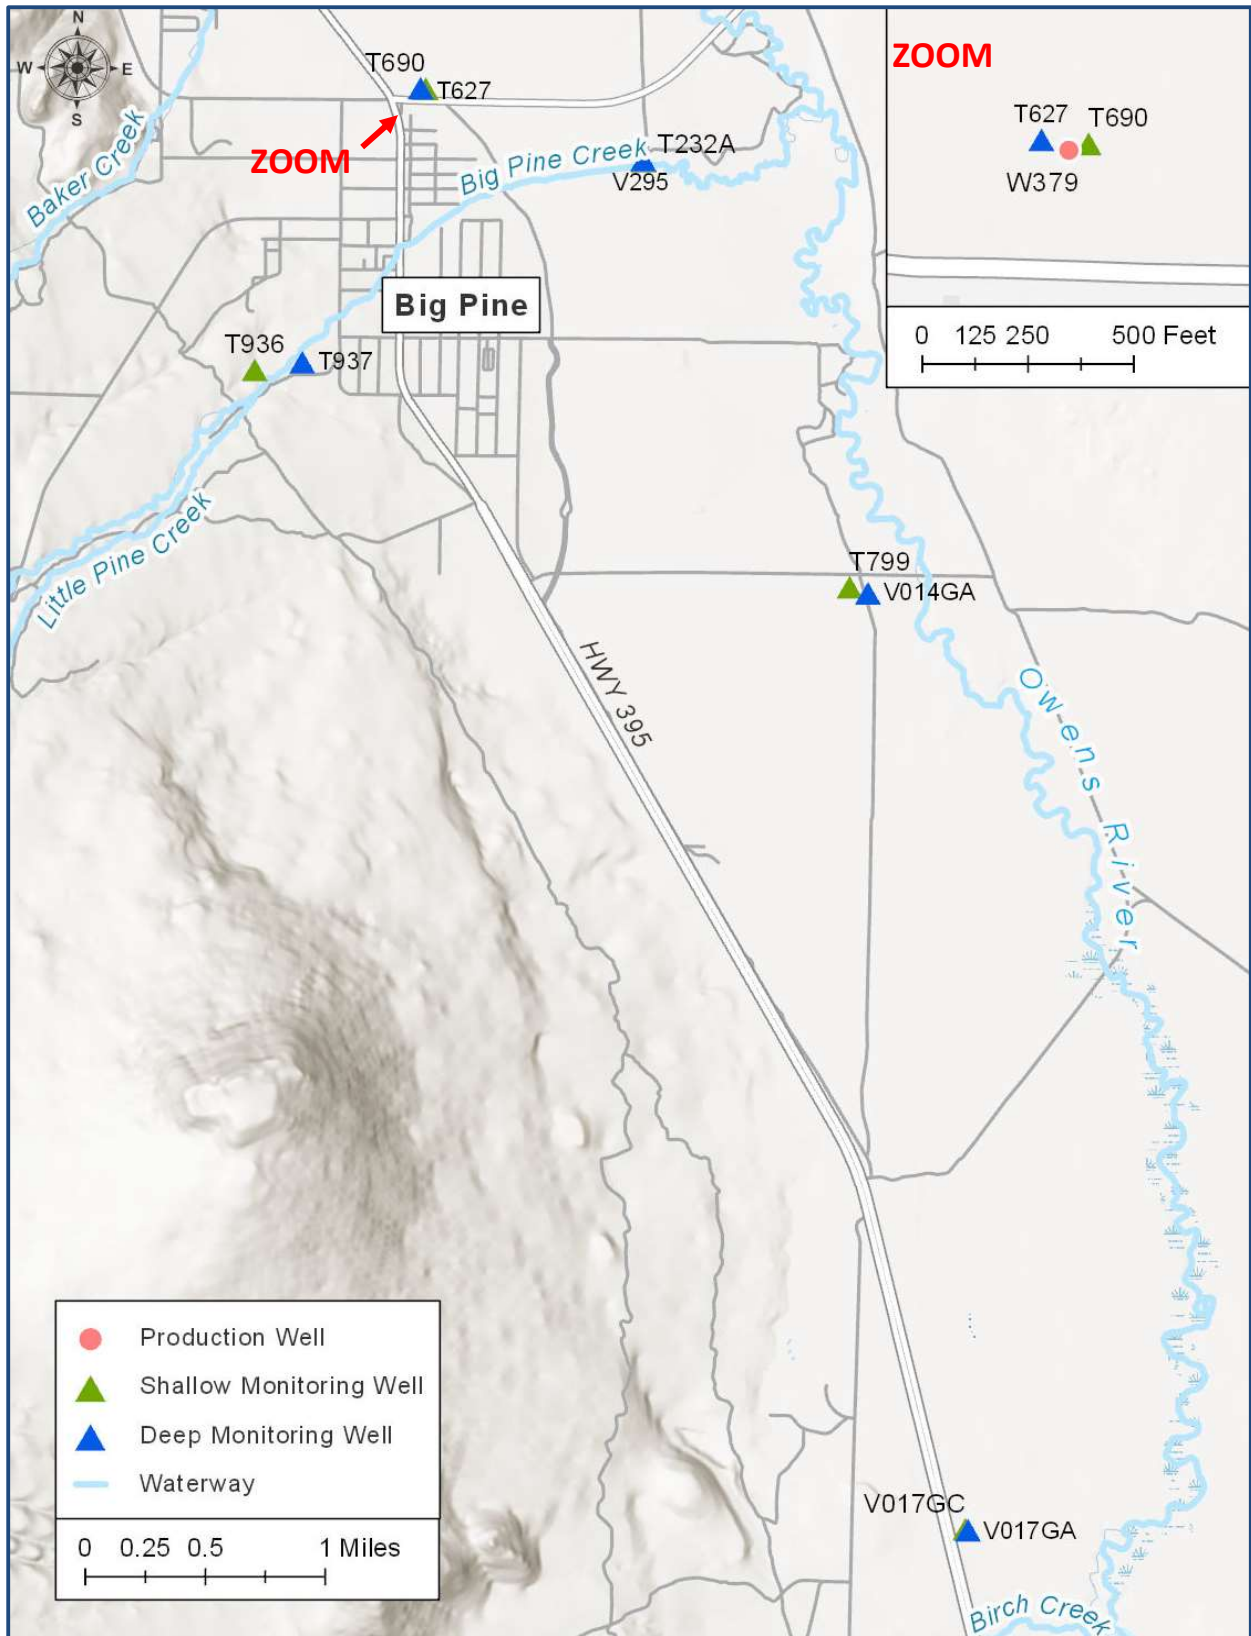 N
W
E
S
T690
T627
ZOOM
Baker Creek
Big Pine Creek
T232A
V295
ZOOM
T627
T690
W379
0 125 250 500 Feet
Big Pine
T936
T937
Little Pine Creek
T799
V014GA
HWY 395
Owens River
Production Well
Shallow Monitoring Well
Deep Monitoring Well
Waterway
0 0.25 0.5 1 Miles
V017GC
V017GA
Birch Creek